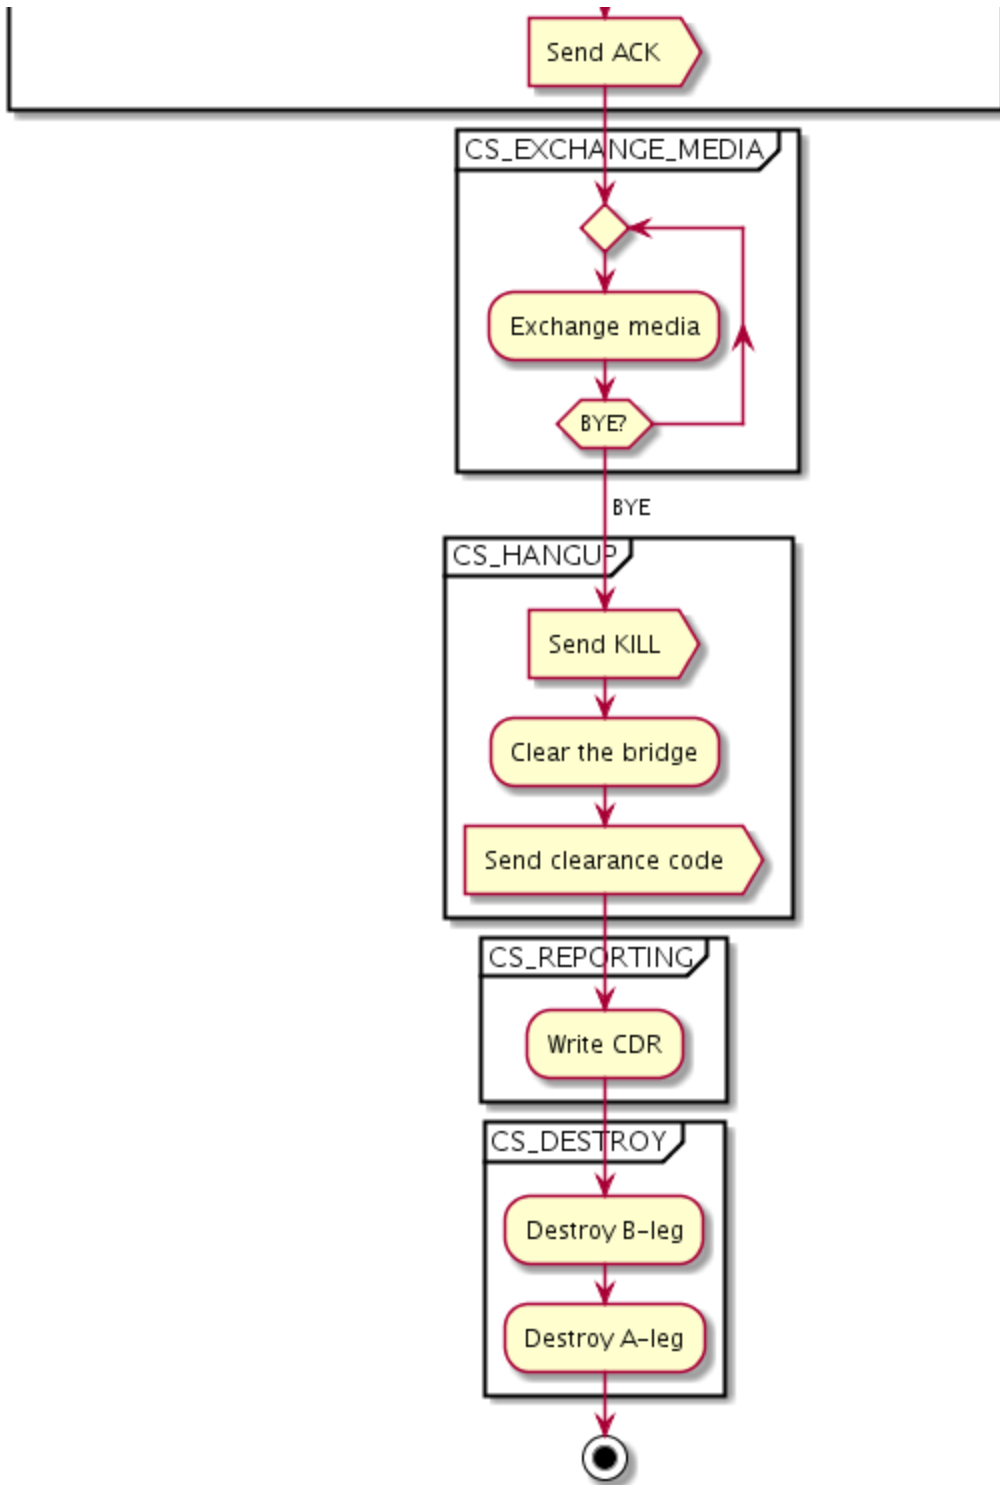 Send ACK
CS_EXCHANGE_MEDIA
Exchange media
BYE?
BYE
CS_HANGUP
Send KILL
Clear the bridge
Send clearance code
CS_REPORTING
Write CDR
CS_DESTROY
Destroy B-leg
Destroy A-leg